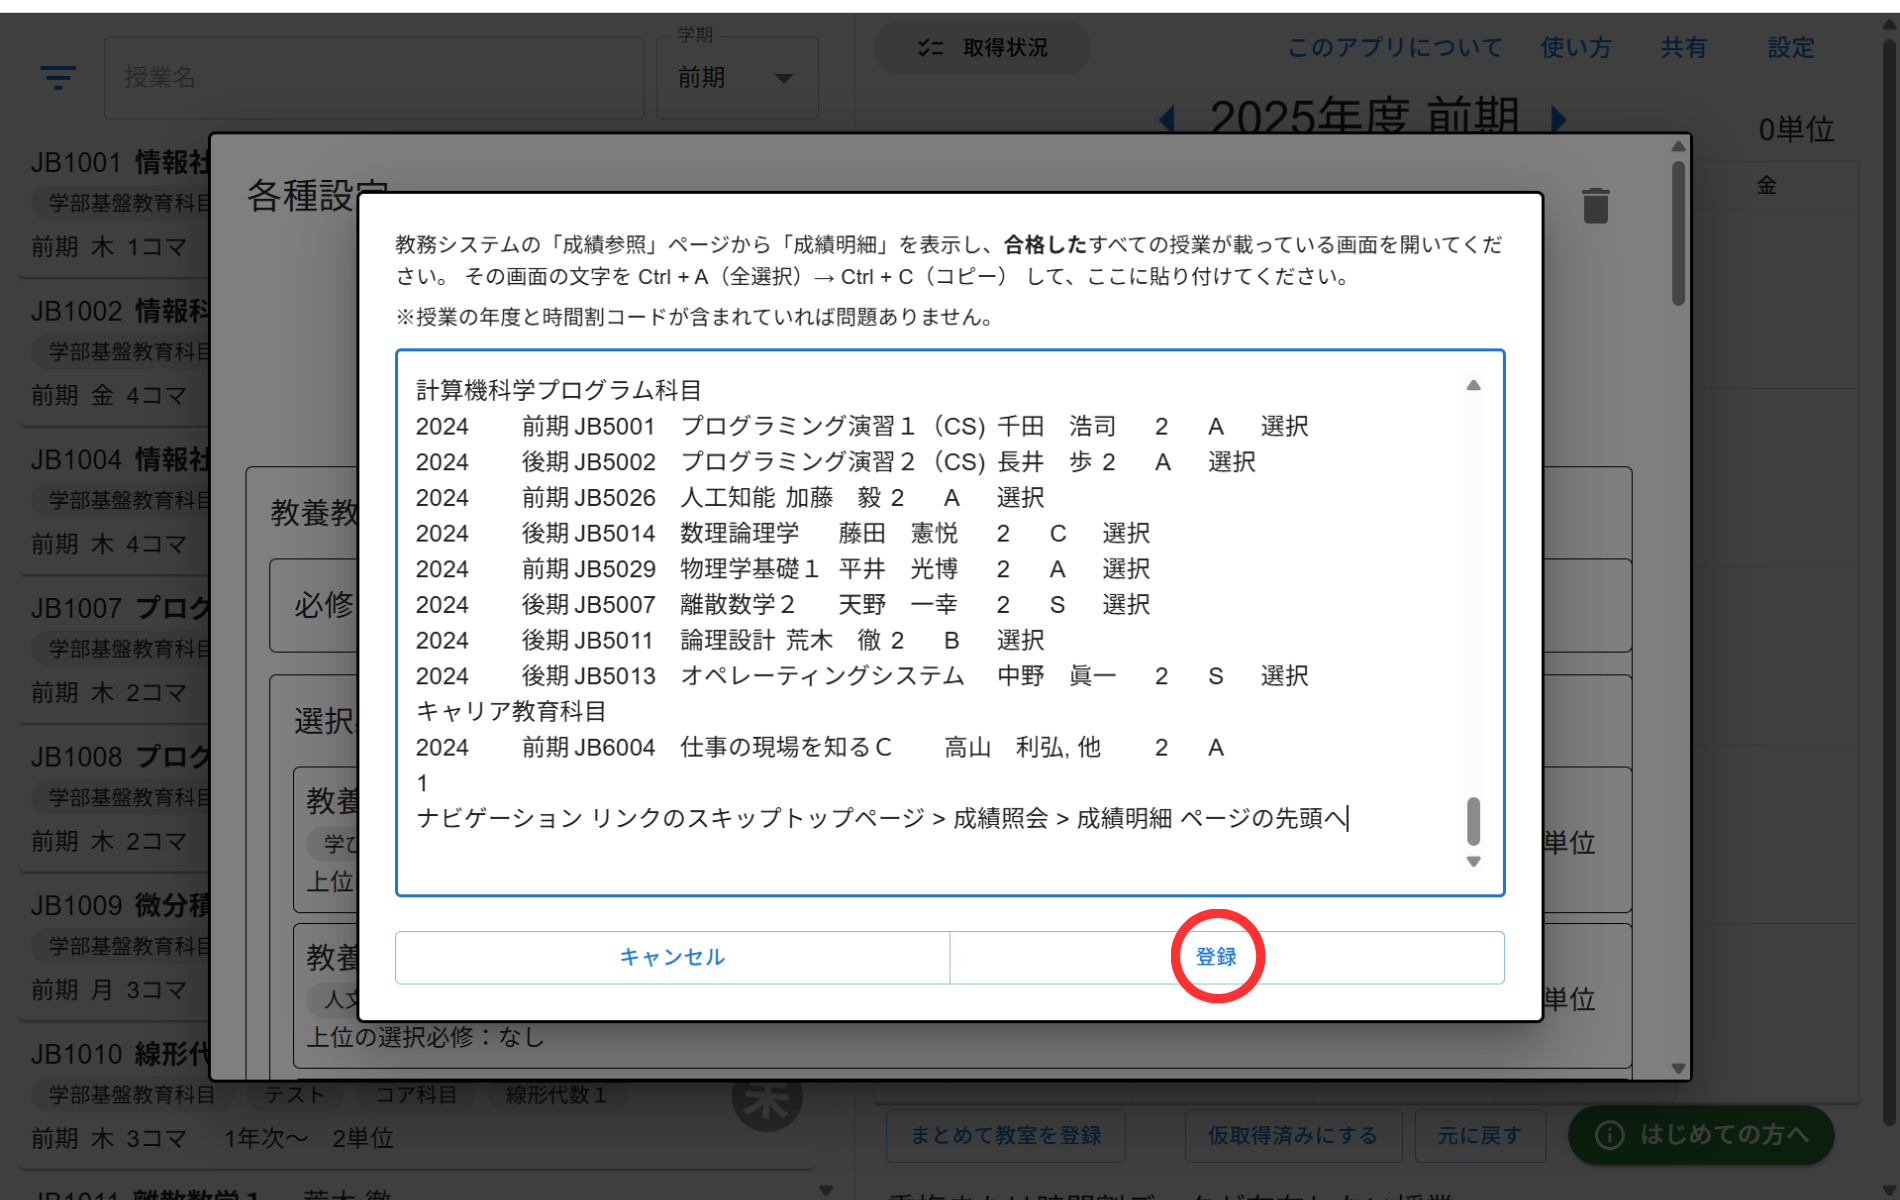 授業名
学期
前期
取得状況
このアプリについて 使い方 共有 設定
2025年度 前期
0単位
金
JB1001 情報社
学部基盤教育科目
前期 木 1コマ
JB1002 情報科
学部基盤教育科目
前期 金 4コマ
JB1004 情報社
学部基盤教育科目
前期 木 4コマ
JB1007 プログ
学部基盤教育科目
前期 木 2コマ
JB1008 プログ
学部基盤教育科目
前期 木 2コマ
JB1009 微分積
学部基盤教育科目
前期 月 3コマ
JB1010 線形代
学部基盤教育科目 テスト コア科目 線形代数１
未
前期 木 3コマ 1年次～ 2単位
JB1011 離散数学１ 荒木 徹
各種設定
教養教
必修
選択
教養
学び
上位
単位
教養
人文
単位
上位の選択必修：なし
教務システムの「成績参照」ページから「成績明細」を表示し、合格したすべての授業が載っている画面を開いてくだ
さい。 その画面の文字を Ctrl + A（全選択）→ Ctrl + C（コピー） して、ここに貼り付けてください。
※授業の年度と時間割コードが含まれていれば問題ありません。
計算機科学プログラム科目
2024 前期 JB5001 プログラミング演習１（CS) 千田 浩司 2 A 選択
2024 後期 JB5002 プログラミング演習２（CS) 長井 歩 2 A 選択
2024 前期 JB5026 人工知能 加藤 毅 2 A 選択
2024 後期 JB5014 数理論理学 藤田 憲悦 2 C 選択
2024 前期 JB5029 物理学基礎１ 平井 光博 2 A 選択
2024 後期 JB5007 離散数学２ 天野 一幸 2 S 選択
2024 後期 JB5011 論理設計 荒木 徹 2 B 選択
2024 後期 JB5013 オペレーティングシステム 中野 眞一 2 S 選択
キャリア教育科目
2024 前期 JB6004 仕事の現場を知るＣ 高山 利弘, 他 2 A
1
ナビゲーション リンクのスキップトップページ > 成績照会 > 成績明細 ページの先頭へ
キャンセル 登録
まとめて教室を登録 仮取得済みにする 元に戻す はじめての方へ